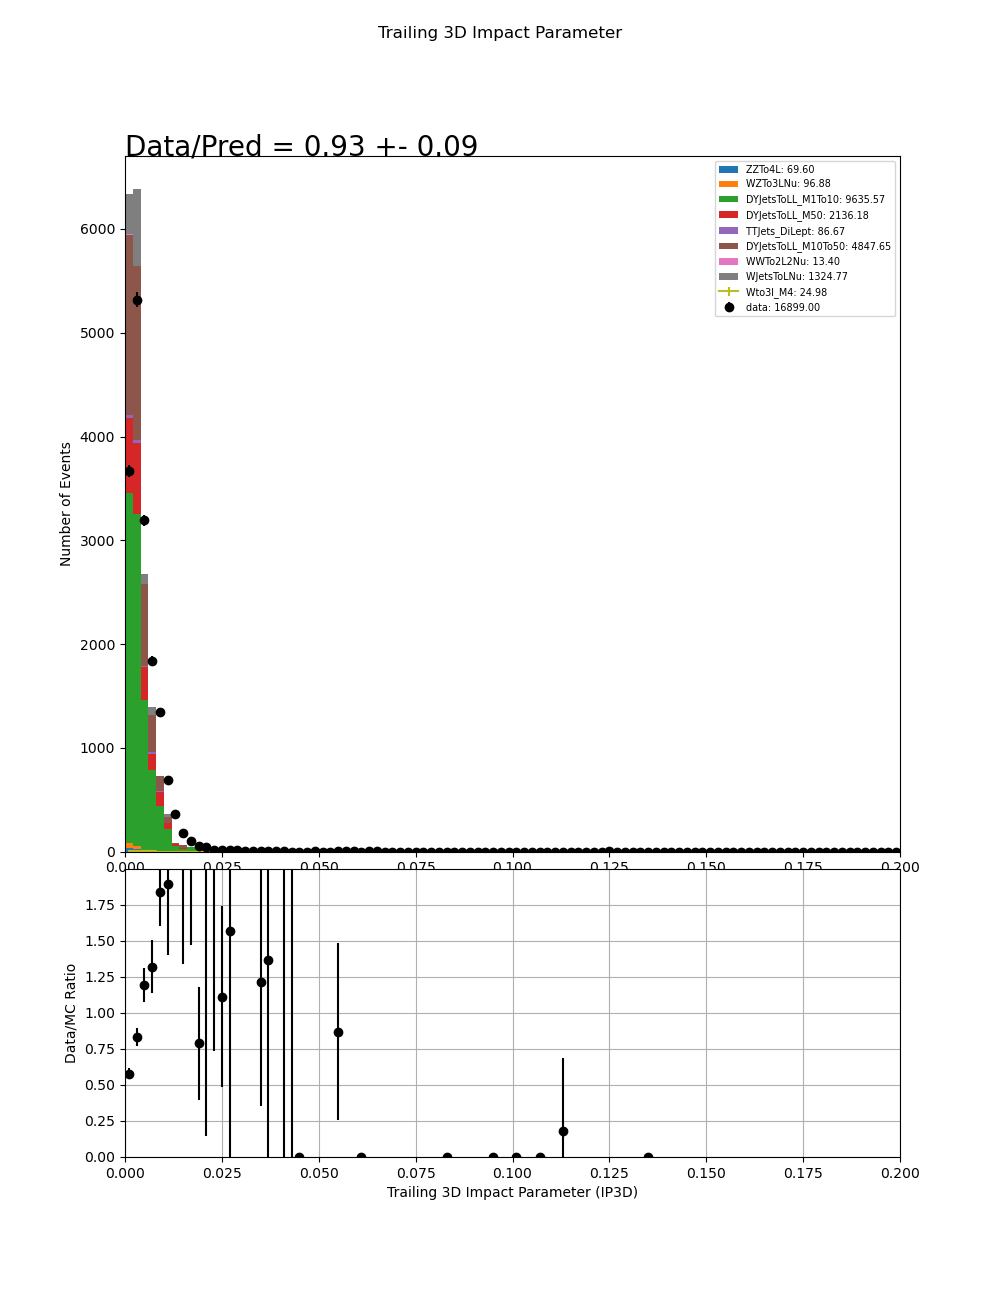 Trailing 3D Impact Parameter
Data/Pred = 0.93 +- 0.09
ZZTo4L: 69.60
WZTo3LNu: 96.88
DYJetsToLL_M1To10: 9635.57
DYJetsToLL_M50: 2136.18
TTJets_DiLept: 86.67
DYJetsToLL_M10To50: 4847.65
WWTo2L2Nu: 13.40
WJetsToLNu: 1324.77
Wto3l_M4: 24.98
data: 16899.00
Number of Events
6000
5000
4000
3000
2000
1000
0
0.000 0.025 0.050 0.075 0.100 0.125 0.150 0.175 0.200
Data/MC Ratio
1.75
1.50
1.25
1.00
0.75
0.50
0.25
0.00
0.000 0.025 0.050 0.075 0.100 0.125 0.150 0.175 0.200
Trailing 3D Impact Parameter (IP3D)